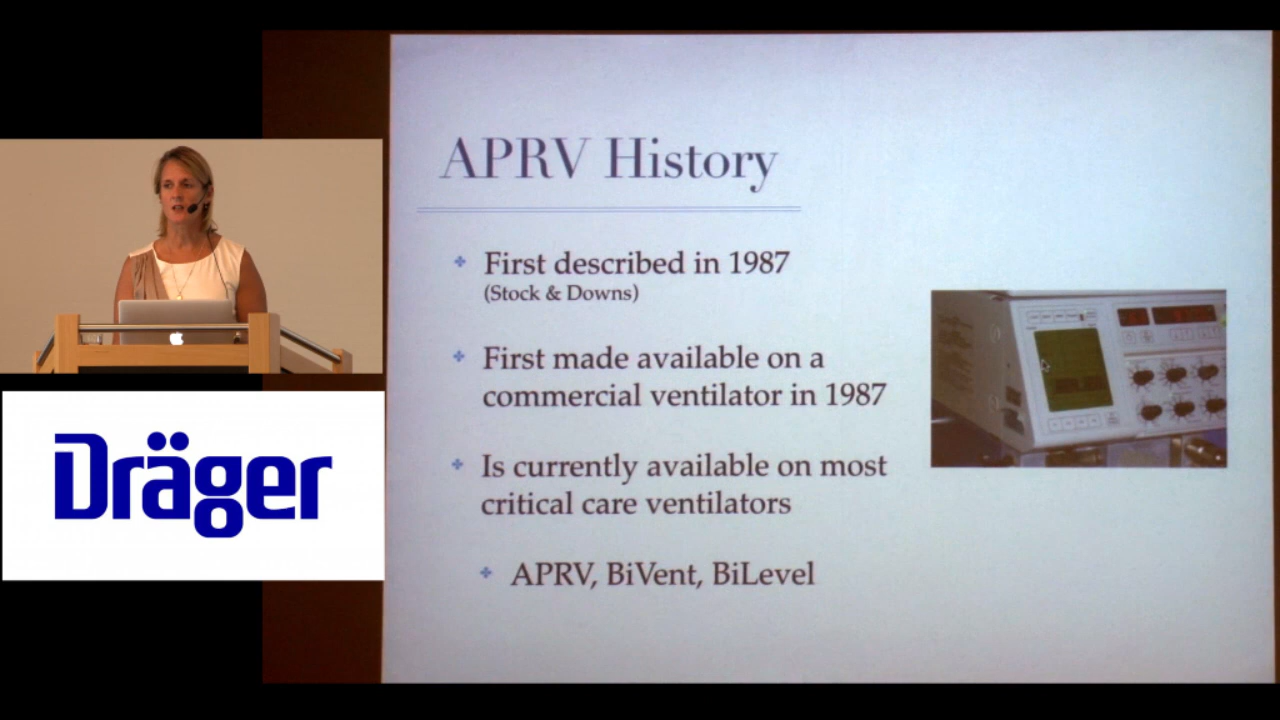 APRV History
First described in 1987
(Stock & Downs)
First made available on a
commercial ventilator in 1987
Is currently available on most
critical care ventilators
APRV, BiVent, BiLevel
Dräger